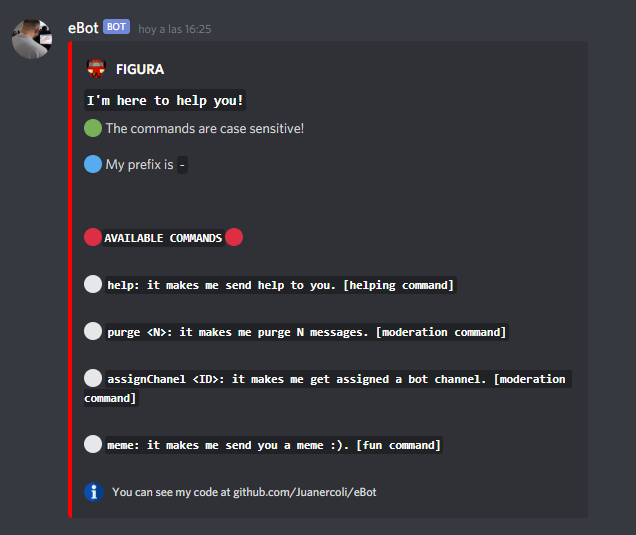 eBot BOT hoy a las 16:25
FIGURA
I'm here to help you!
The commands are case sensitive!
My prefix is -
AVAILABLE COMMANDS
help: it makes me send help to you. [helping command]
purge <N>: it makes me purge N messages. [moderation command]
assignChanel <ID>: it makes me get assigned a bot channel. [moderation
command]
meme: it makes me send you a meme :). [fun command]
You can see my code at github.com/Juanercoli/eBot